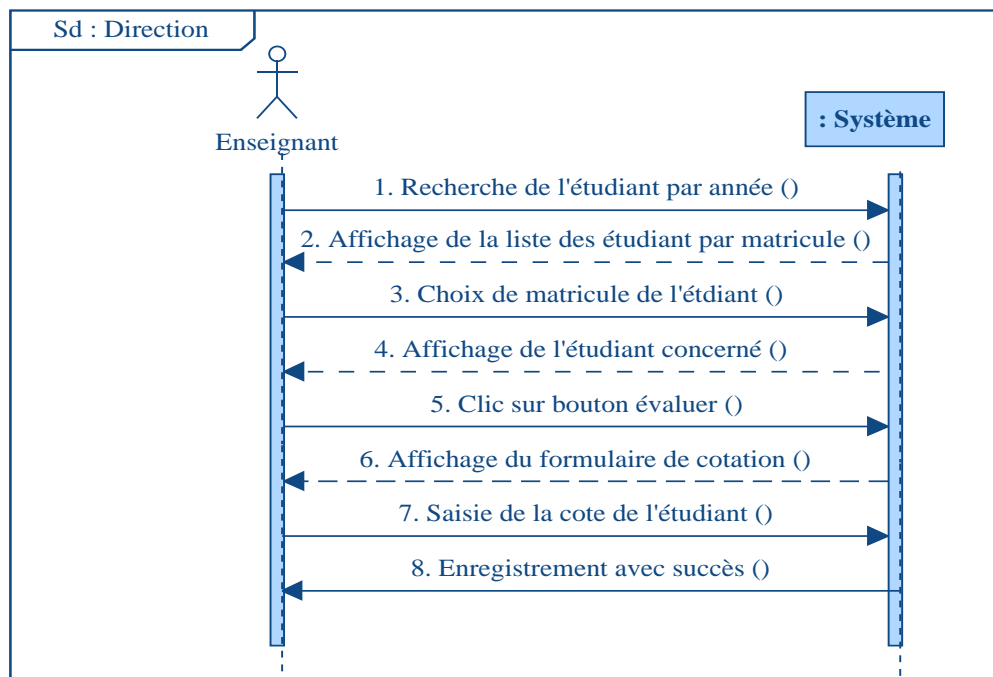 Sd : Direction
Enseignant
: Système
1. Recherche de l'étudiant par année ()
2. Affichage de la liste des étudiant par matricule ()
3. Choix de matricule de l'étdiant ()
4. Affichage de l'étudiant concerné ()
5. Clic sur bouton évaluer ()
6. Affichage du formulaire de cotation ()
7. Saisie de la cote de l'étudiant ()
8. Enregistrement avec succès ()